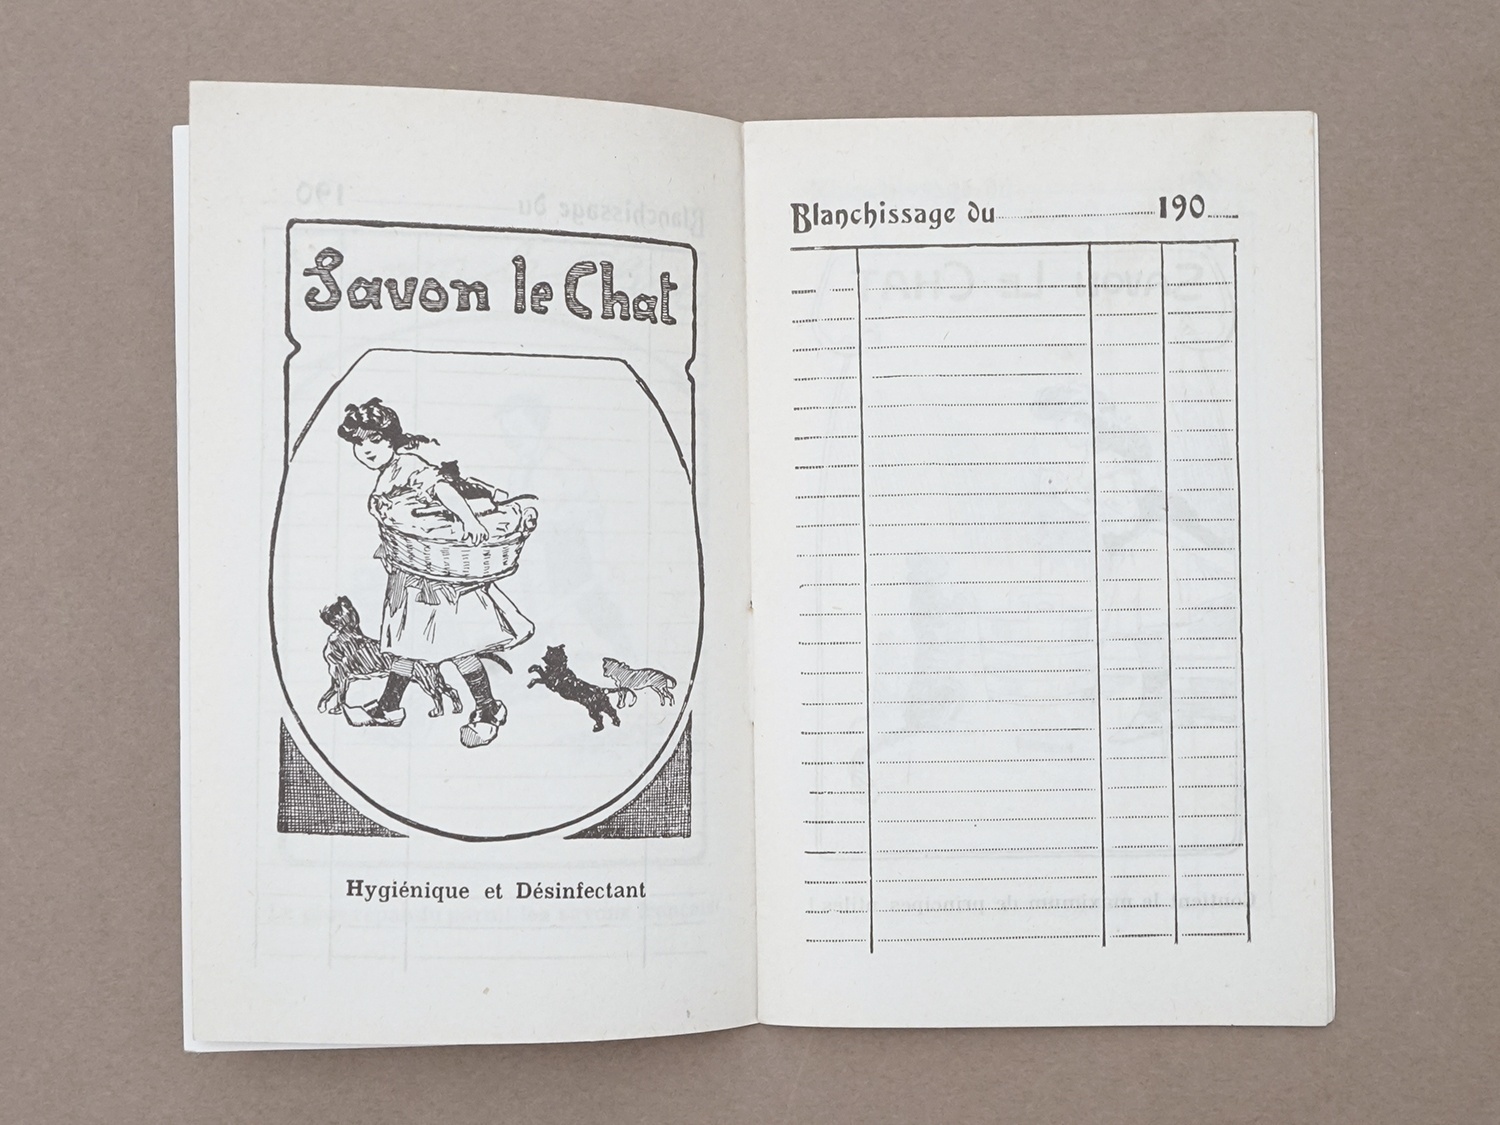 Savon le Chat
Hygiénique et Désinfectant
Blanchissage du 190